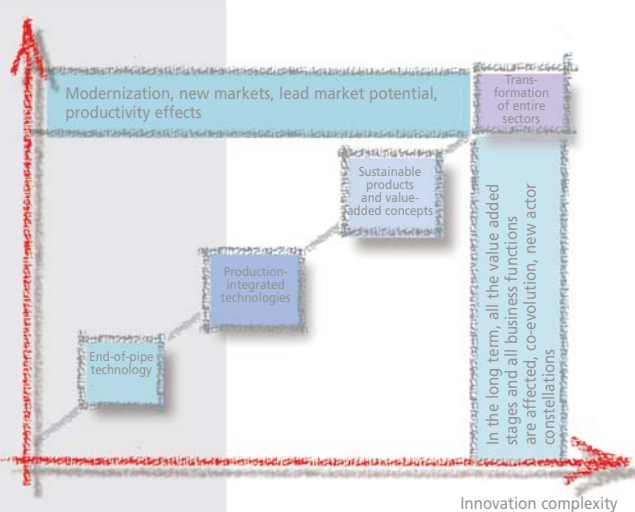 Modernization, new markets, lead market potential,
productivity effects
Trans-
formation
of entire
sectors
Sustainable
products
and value-
added concepts
Production-
integrated
technologies
End-of-pipe
technology
In the long term, all the value added
stages and all business functions
are affected, co-evolution, new actor
constellations
Innovation complexity